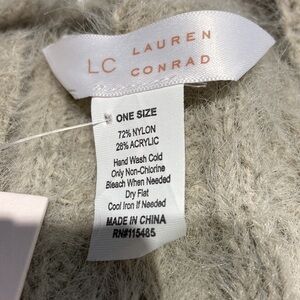 LC LAUREN
CONRAD
ONE SIZE
72% NYLON
28% ACRYLIC
Hand Wash Cold
Only Non-Chlorine
Bleach When Needed
Dry Flat
Cool Iron If Needed
MADE IN CHINA
RN#115485